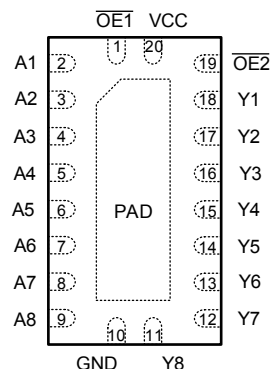 O̅E̅1̅ VCC
1 20
A1 2 19 O̅E̅2̅
A2 3 18 Y1
A3 4 17 Y2
A4 5 16 Y3
A5 6 PAD 15 Y4
A6 7 14 Y5
A7 8 13 Y6
A8 9 12 Y7
10 11
GND Y8